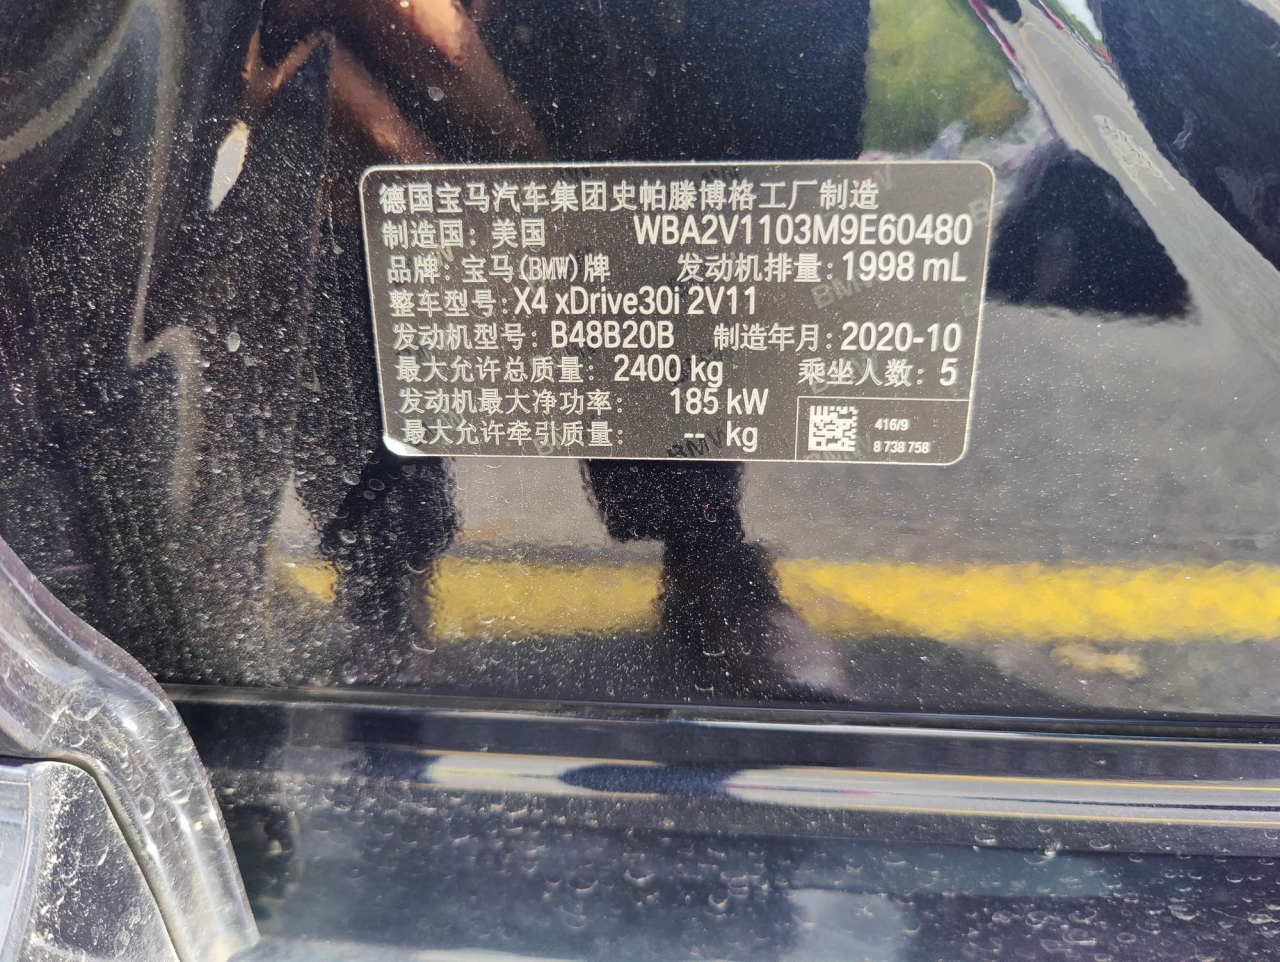 德国宝马汽车集团史帕滕博格工厂制造
制造国: 美国 WBA2V1103M9E60480
品牌: 宝马(BMW)牌 发动机排量: 1998 mL
整车型号: X4 xDrive30i 2V11
发动机型号: B48B20B 制造年月: 2020-10
最大允许总质量: 2400 kg 乘坐人数: 5
发动机最大净功率: 185 kW
最大允许牵引质量: -- kg
416/9
8 738 758